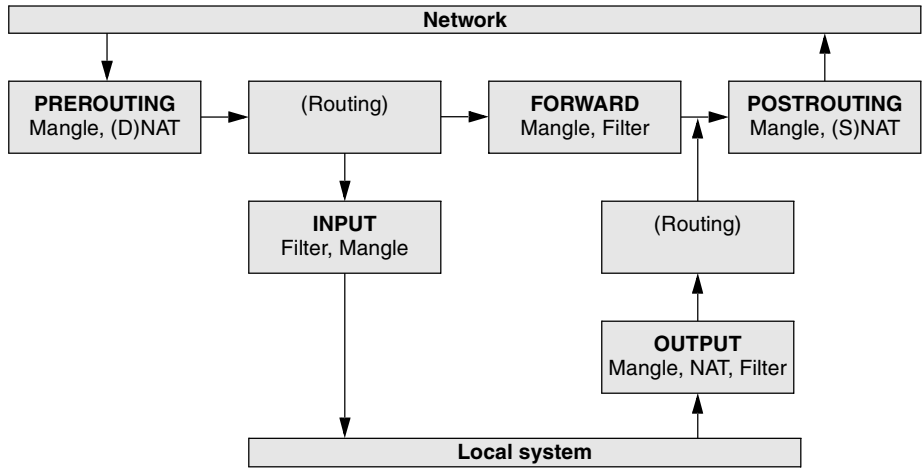 Network
PREROUTING
Mangle, (D)NAT
(Routing)
FORWARD
Mangle, Filter
POSTROUTING
Mangle, (S)NAT
INPUT
Filter, Mangle
(Routing)
OUTPUT
Mangle, NAT, Filter
Local system